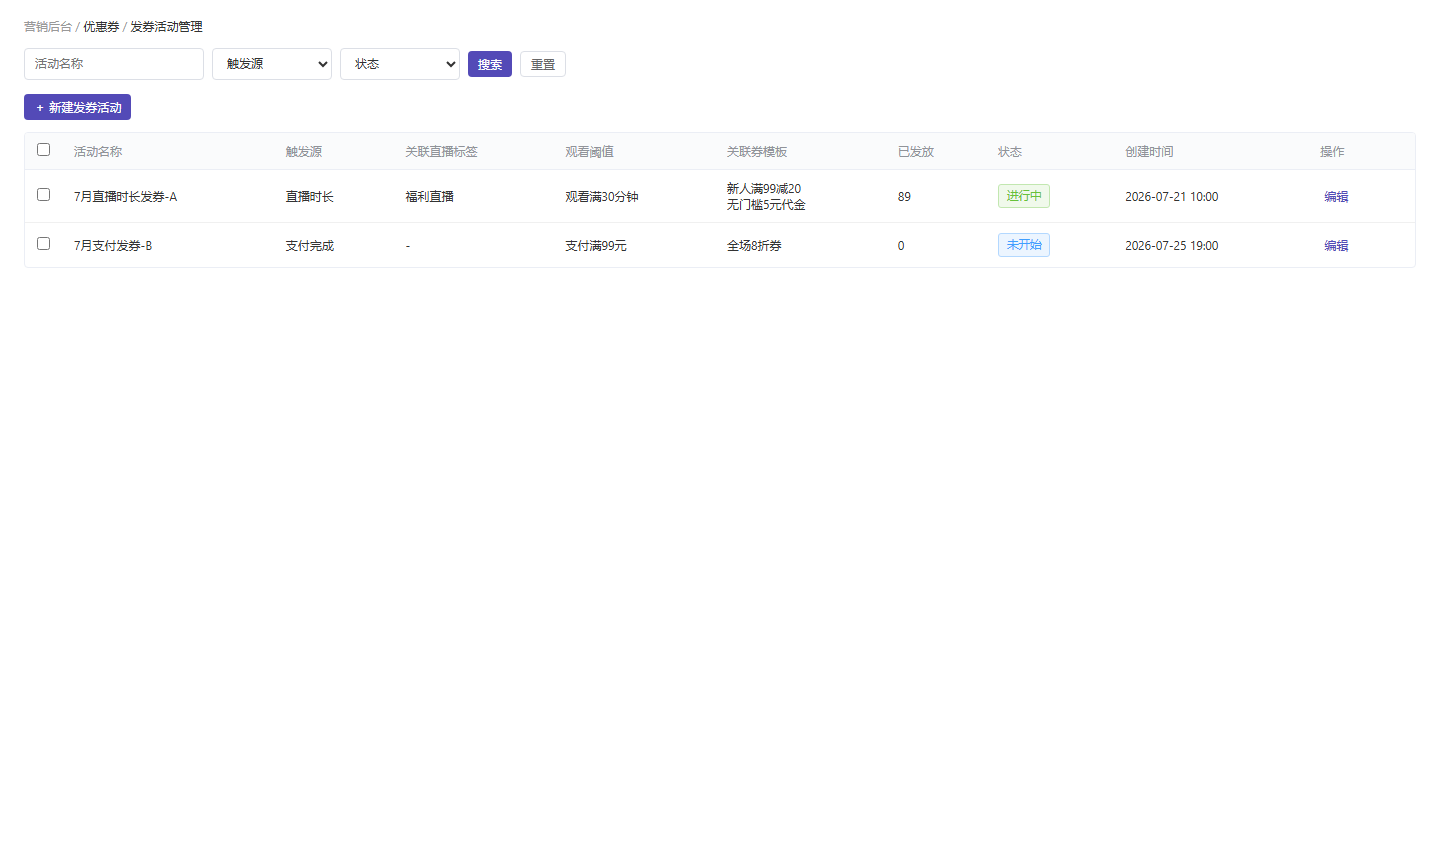 营销后台 / 优惠券 / 发券活动管理
活动名称 触发源 状态 搜索 重置
+ 新建发券活动
活动名称 触发源 关联直播标签 观看阈值 关联券模板 已发放 状态 创建时间 操作
7月直播时长发券-A 直播时长 福利直播 观看满30分钟 新人满99减20 89 进行中 2026-07-21 10:00 编辑
无门槛5元代金
7月支付发券-B 支付完成 - 支付满99元 全场8折券 0 未开始 2026-07-25 19:00 编辑